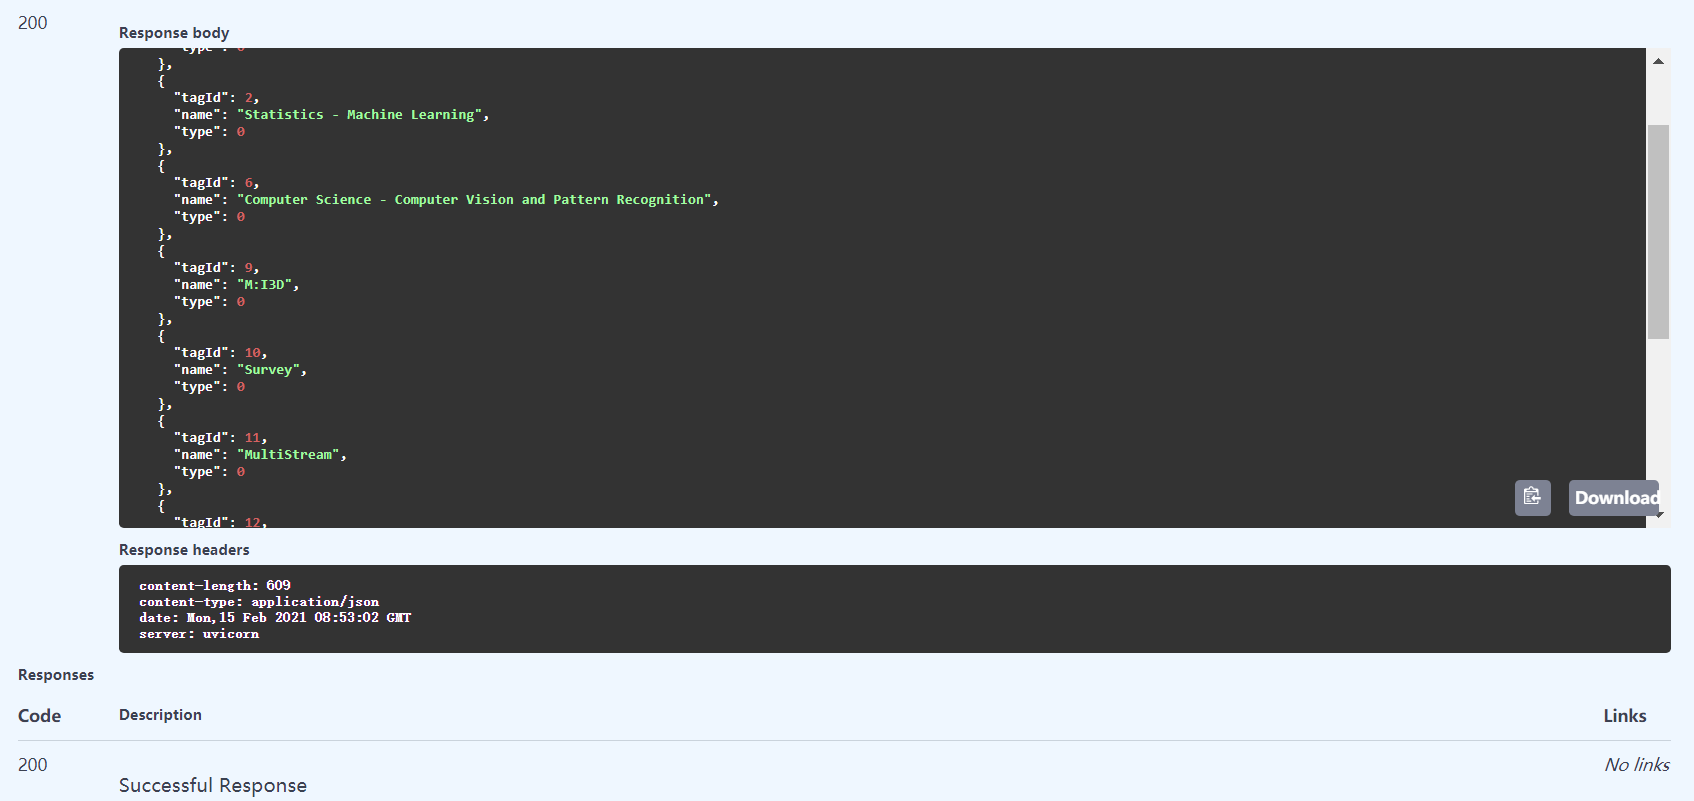 200
Response body
"type": 0
},
{
"tagId": 2,
"name": "Statistics - Machine Learning",
"type": 0
},
{
"tagId": 6,
"name": "Computer Science - Computer Vision and Pattern Recognition",
"type": 0
},
{
"tagId": 9,
"name": "M:I3D",
"type": 0
},
{
"tagId": 10,
"name": "Survey",
"type": 0
},
{
"tagId": 11,
"name": "MultiStream",
"type": 0
},
{
"tagId": 12,
Download
Response headers
content-length: 609
content-type: application/json
date: Mon,15 Feb 2021 08:53:02 GMT
server: uvicorn
Responses
Code Description Links
200 No links
Successful Response